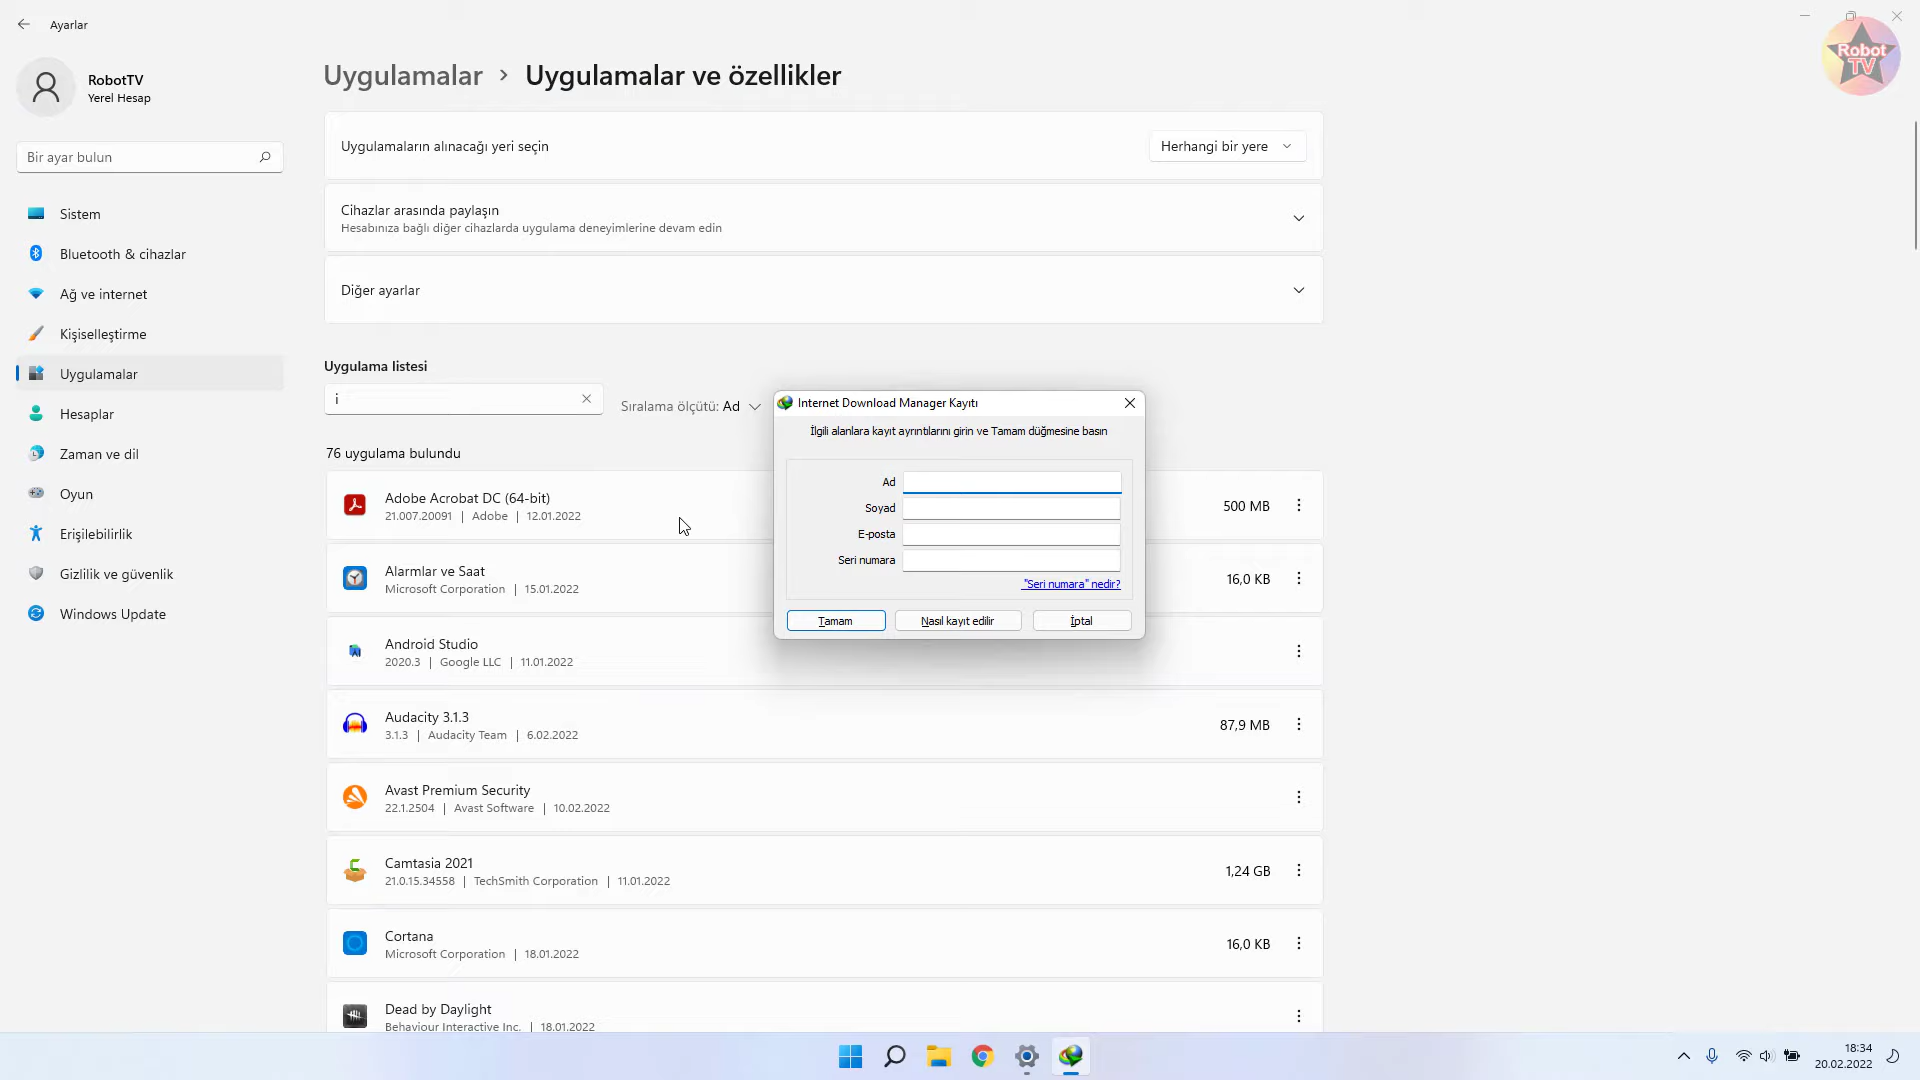 Ayarlar
Robot
TV
RobotTV
Yerel Hesap
Bir ayar bulun
Sistem
Bluetooth & cihazlar
Ağ ve internet
Kişiselleştirme
Uygulamalar
Hesaplar
Zaman ve dil
Oyun
Erişilebilirlik
Gizlilik ve güvenlik
Windows Update
Uygulamalar > Uygulamalar ve özellikler
Uygulamaların alınacağı yeri seçin
Herhangi bir yere
Cihazlar arasında paylaşın
Hesabınıza bağlı diğer cihazlarda uygulama deneyimlerine devam edin
Diğer ayarlar
Uygulama listesi
i
Sıralama ölçütü: Ad
76 uygulama bulundu
Adobe Acrobat DC (64-bit)
21.007.20091 | Adobe | 12.01.2022
500 MB
Alarmlar ve Saat
Microsoft Corporation | 15.01.2022
16,0 KB
Android Studio
2020.3 | Google LLC | 11.01.2022
Audacity 3.1.3
3.1.3 | Audacity Team | 6.02.2022
87,9 MB
Avast Premium Security
22.1.2504 | Avast Software | 10.02.2022
Camtasia 2021
21.0.15.34558 | TechSmith Corporation | 11.01.2022
1,24 GB
Cortana
Microsoft Corporation | 18.01.2022
16,0 KB
Dead by Daylight
Behaviour Interactive Inc. | 18.01.2022
Internet Download Manager Kayıtı
İlgili alanlara kayıt ayrıntılarını girin ve Tamam düğmesine basın
Ad
Soyad
E-posta
Seri numara
"Seri numara" nedir?
Tamam
Nasıl kayıt edilir
İptal
18:34
20.02.2022